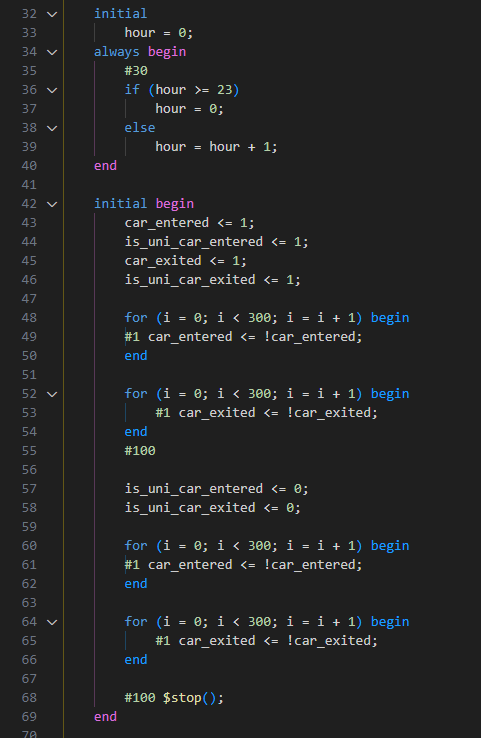 32 initial
33 hour = 0;
34 always begin
35 #30
36 if (hour >= 23)
37 hour = 0;
38 else
39 hour = hour + 1;
40 end
41
42 initial begin
43 car_entered <= 1;
44 is_uni_car_entered <= 1;
45 car_exited <= 1;
46 is_uni_car_exited <= 1;
47
48 for (i = 0; i < 300; i = i + 1) begin
49 #1 car_entered <= !car_entered;
50 end
51
52 for (i = 0; i < 300; i = i + 1) begin
53 #1 car_exited <= !car_exited;
54 end
55 #100
56
57 is_uni_car_entered <= 0;
58 is_uni_car_exited <= 0;
59
60 for (i = 0; i < 300; i = i + 1) begin
61 #1 car_entered <= !car_entered;
62 end
63
64 for (i = 0; i < 300; i = i + 1) begin
65 #1 car_exited <= !car_exited;
66 end
67
68 #100 $stop();
69 end
70